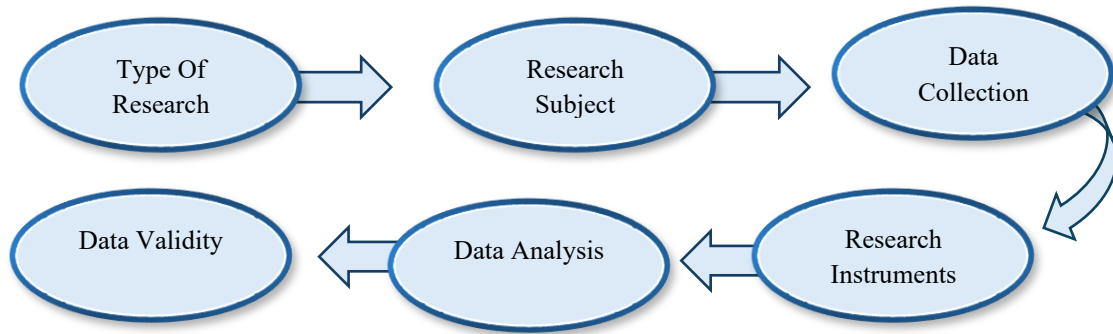 Type Of
Research
Research
Subject
Data
Collection
Research
Instruments
Data Analysis
Data Validity